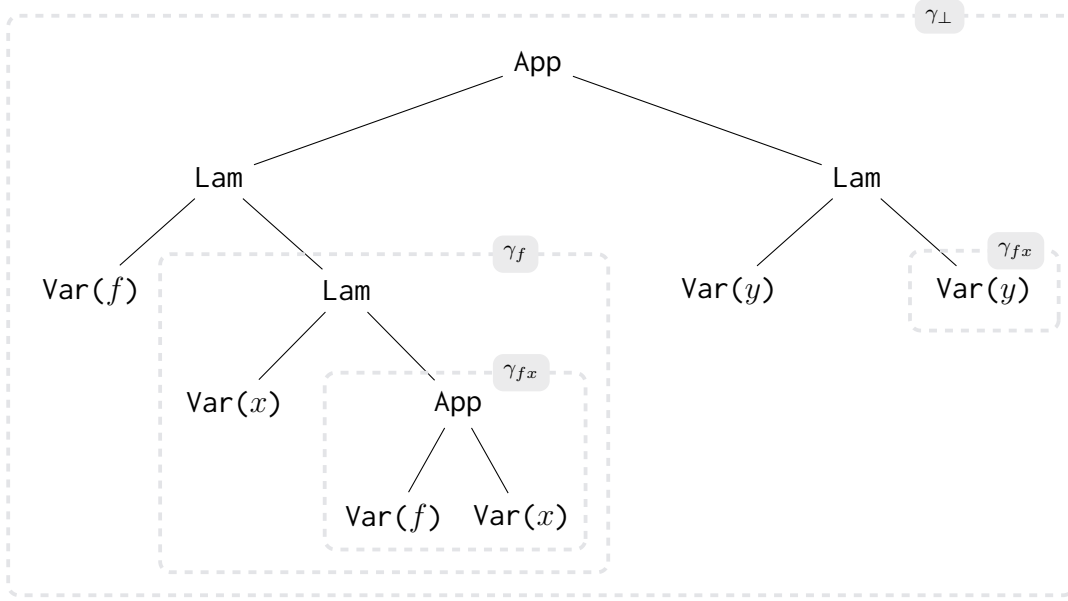 γ⊥
App
Lam Lam
γf γfx
Var(f) Lam Var(y) Var(y)
γfx
Var(x) App
Var(f) Var(x)